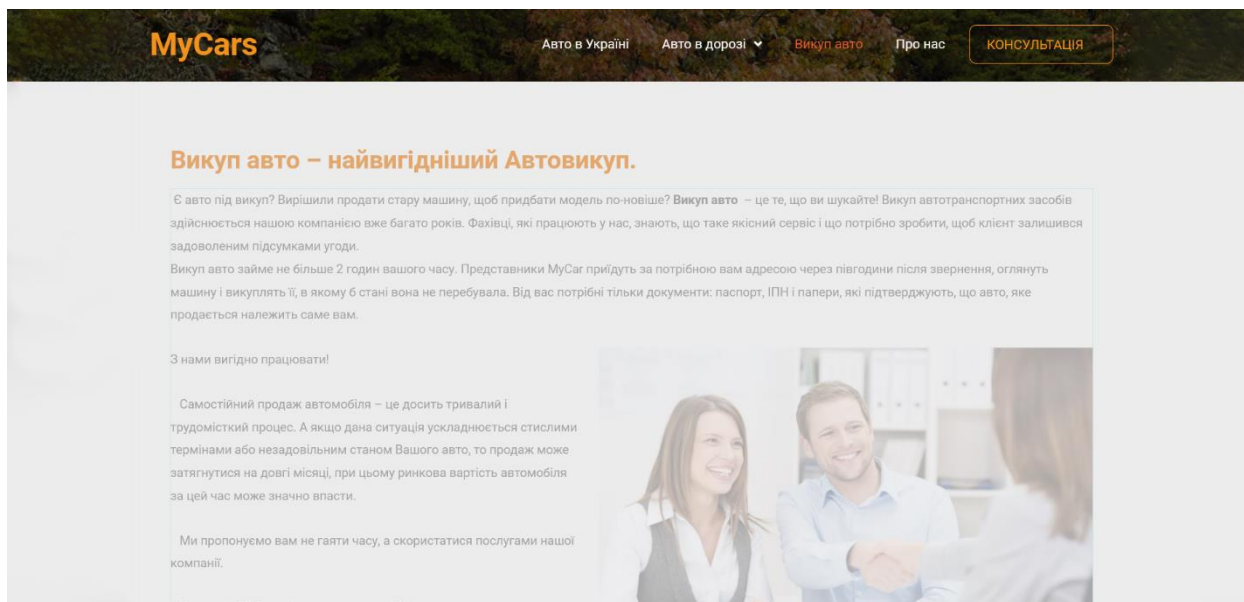 MyCars
Авто в Україні Авто в дорозі Викуп авто Про нас КОНСУЛЬТАЦІЯ
Викуп авто – найвигідніший Автовикуп.
Є авто під викуп? Вирішили продати стару машину, щоб придбати модель по-новіше? Викуп авто – це те, що ви шукайте! Викуп автотранспортних засобів
здійснюється нашою компанією вже багато років. Фахівці, які працюють у нас, знають, що таке якісний сервіс і що потрібно зробити, щоб клієнт залишився
задоволеним підсумками угоди.
Викуп авто займе не більше 2 годин вашого часу. Представники MyCar приїдуть за потрібною вам адресою через півгодини після звернення, оглянуть
машину і викуплять її, в якому б стані вона не перебувала. Від вас потрібні тільки документи: паспорт, ІПН і папери, які підтверджують, що авто, яке
продається належить саме вам.
З нами вигідно працювати!
Самостійний продаж автомобіля – це досить тривалий і
трудомісткий процес. А якщо дана ситуація ускладнюється стислими
термінами або незадовільним станом Вашого авто, то продаж може
затягнутися на довгі місяці, при цьому ринкова вартість автомобіля
за цей час може значно впасти.
Ми пропонуємо вам не гаяти часу, а скористатися послугами нашої
компанії.